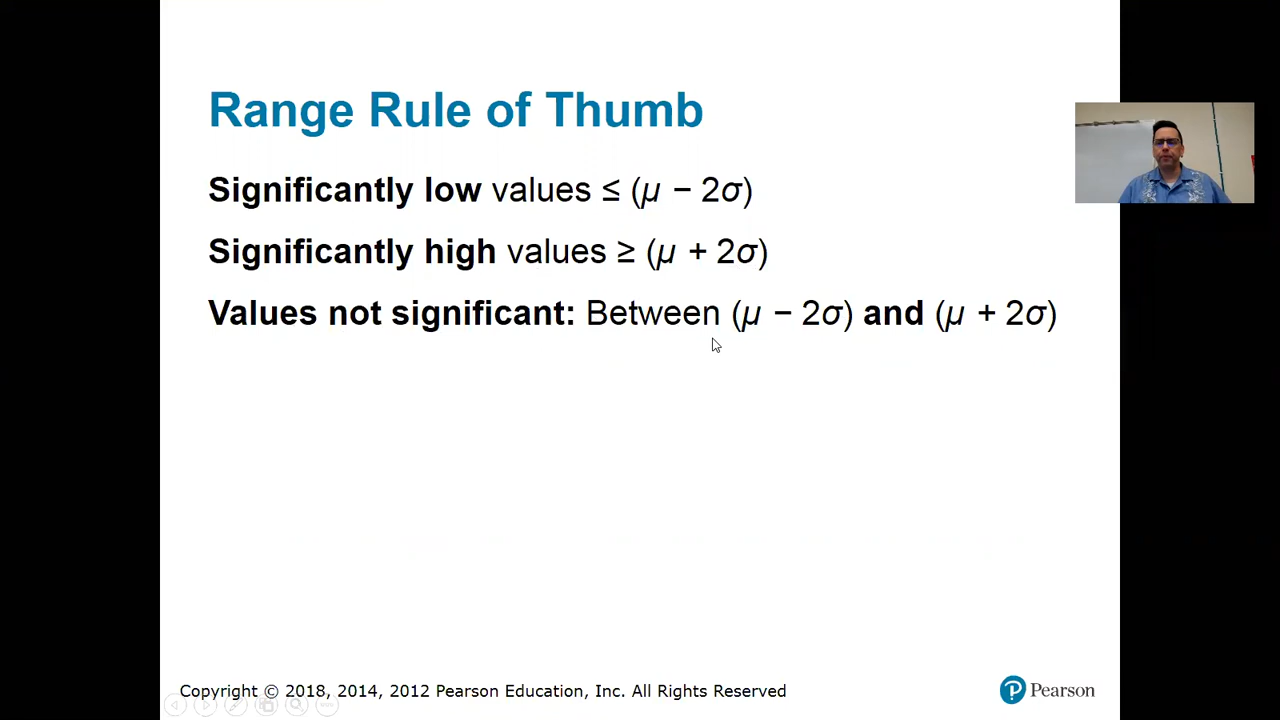 Range Rule of Thumb
Significantly low values ≤ (μ − 2σ)
Significantly high values ≥ (μ + 2σ)
Values not significant: Between (μ − 2σ) and (μ + 2σ)
Copyright © 2018, 2014, 2012 Pearson Education, Inc. All Rights Reserved
P Pearson